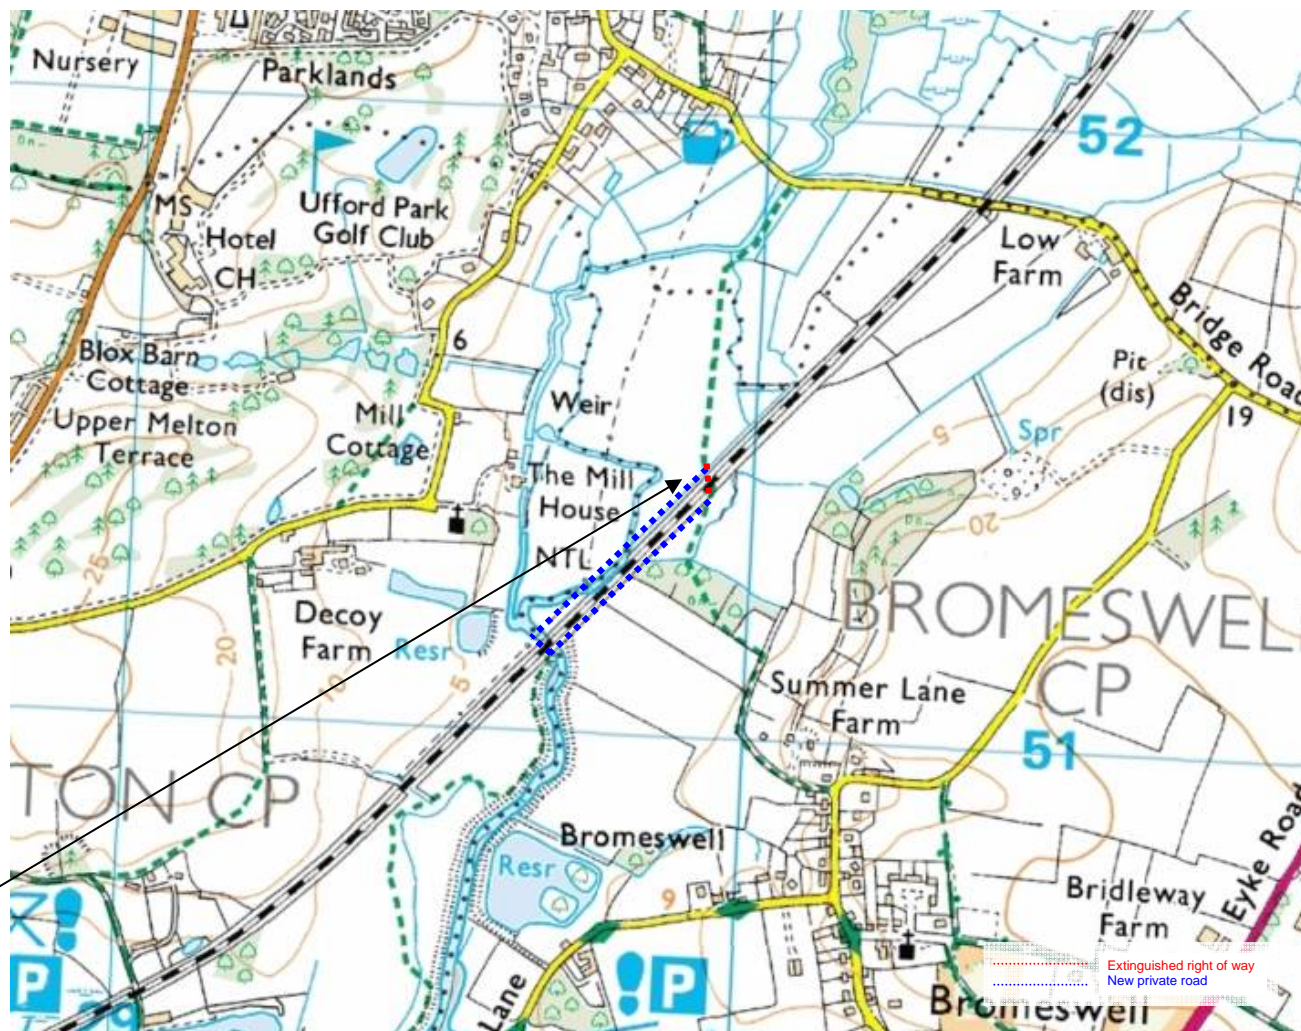 Nursery
Parklands
52
MS
Ufford Park
Golf Club
Hotel
CH
Low
Farm
Bridge Road
6
Blox Barn
Cottage
Pit
(dis)
Weir
Mill
Cottage
19
Upper Melton
Terrace
5
Spr
The Mill
House
20
25
NTL
BROMESWEL
CP
Decoy
Farm
Resr
20
10
5
Summer Lane
Farm
51
TON CP
Bromeswell
Resr
Eyke Road
9
Bridleway
Farm
P
P
Lane
Extinguished right of way
New private road
Bromeswell